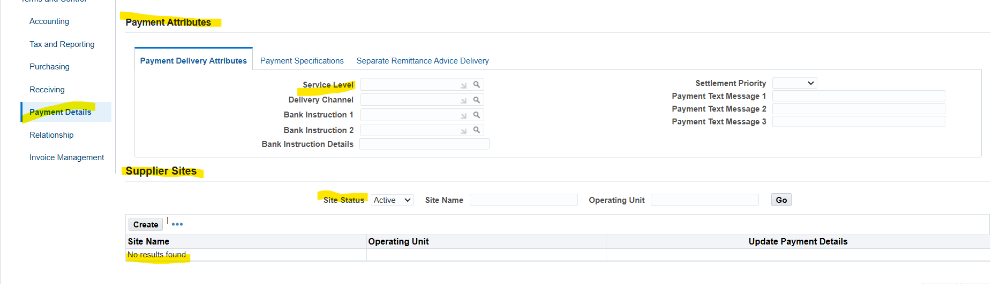 Terms and Control
Accounting
Tax and Reporting
Purchasing
Receiving
Payment Details
Relationship
Invoice Management
Payment Attributes
Payment Delivery Attributes Payment Specifications Separate Remittance Advice Delivery
Service Level
Delivery Channel
Bank Instruction 1
Bank Instruction 2
Bank Instruction Details
Settlement Priority
Payment Text Message 1
Payment Text Message 2
Payment Text Message 3
Supplier Sites
Site Status Active Site Name Operating Unit Go
Create | •••
Site Name Operating Unit Update Payment Details
No results found.